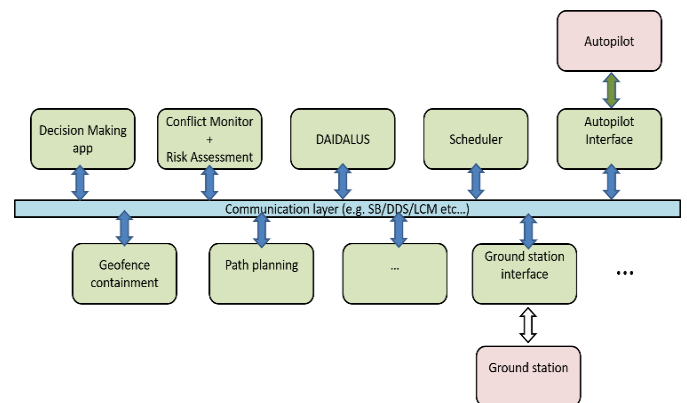 Autopilot
Decision Making
app
Conflict Monitor
+
Risk Assessment
DAIDALUS
Scheduler
Autopilot
Interface
Communication layer (e.g. SB/DDS/LCM etc...)
Geofence
containment
Path planning
...
Ground station
interface
...
Ground station